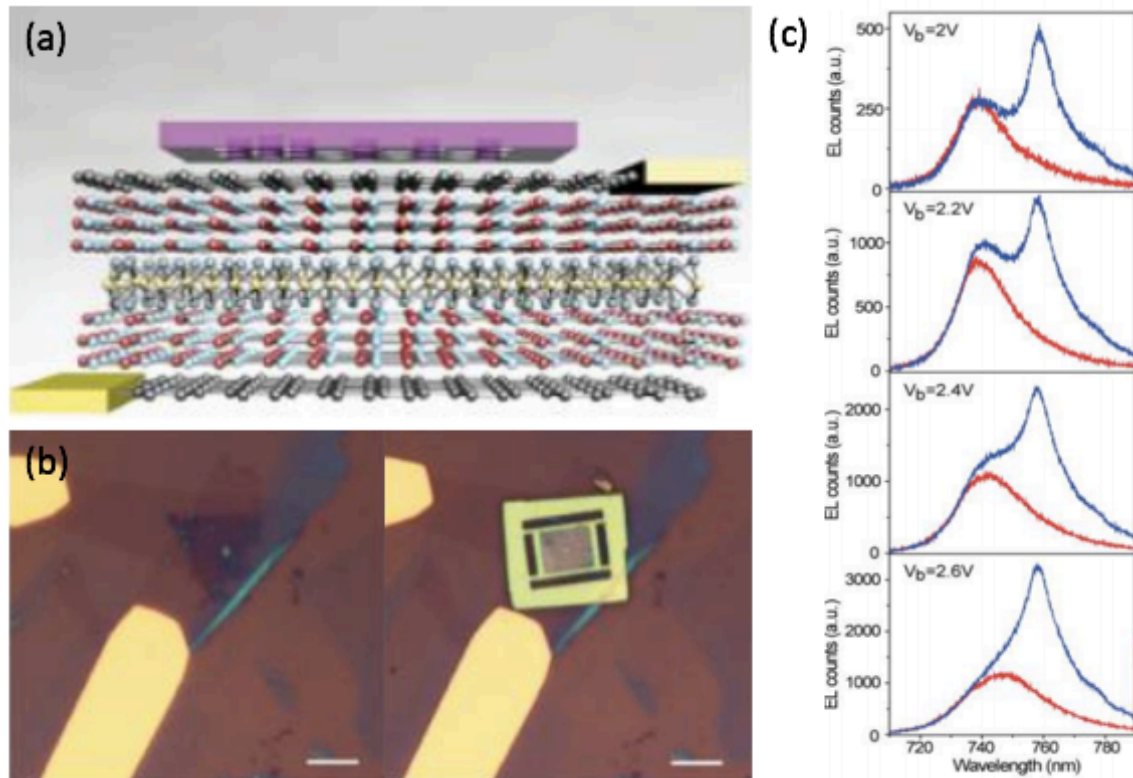 (a)
(b)
(c)
EL counts (a.u.)
V_b=2V
500
250
0
EL counts (a.u.)
V_b=2.2V
1000
500
0
EL counts (a.u.)
V_b=2.4V
2000
1000
0
EL counts (a.u.)
V_b=2.6V
3000
2000
1000
0
720 740 760 780
Wavelength (nm)